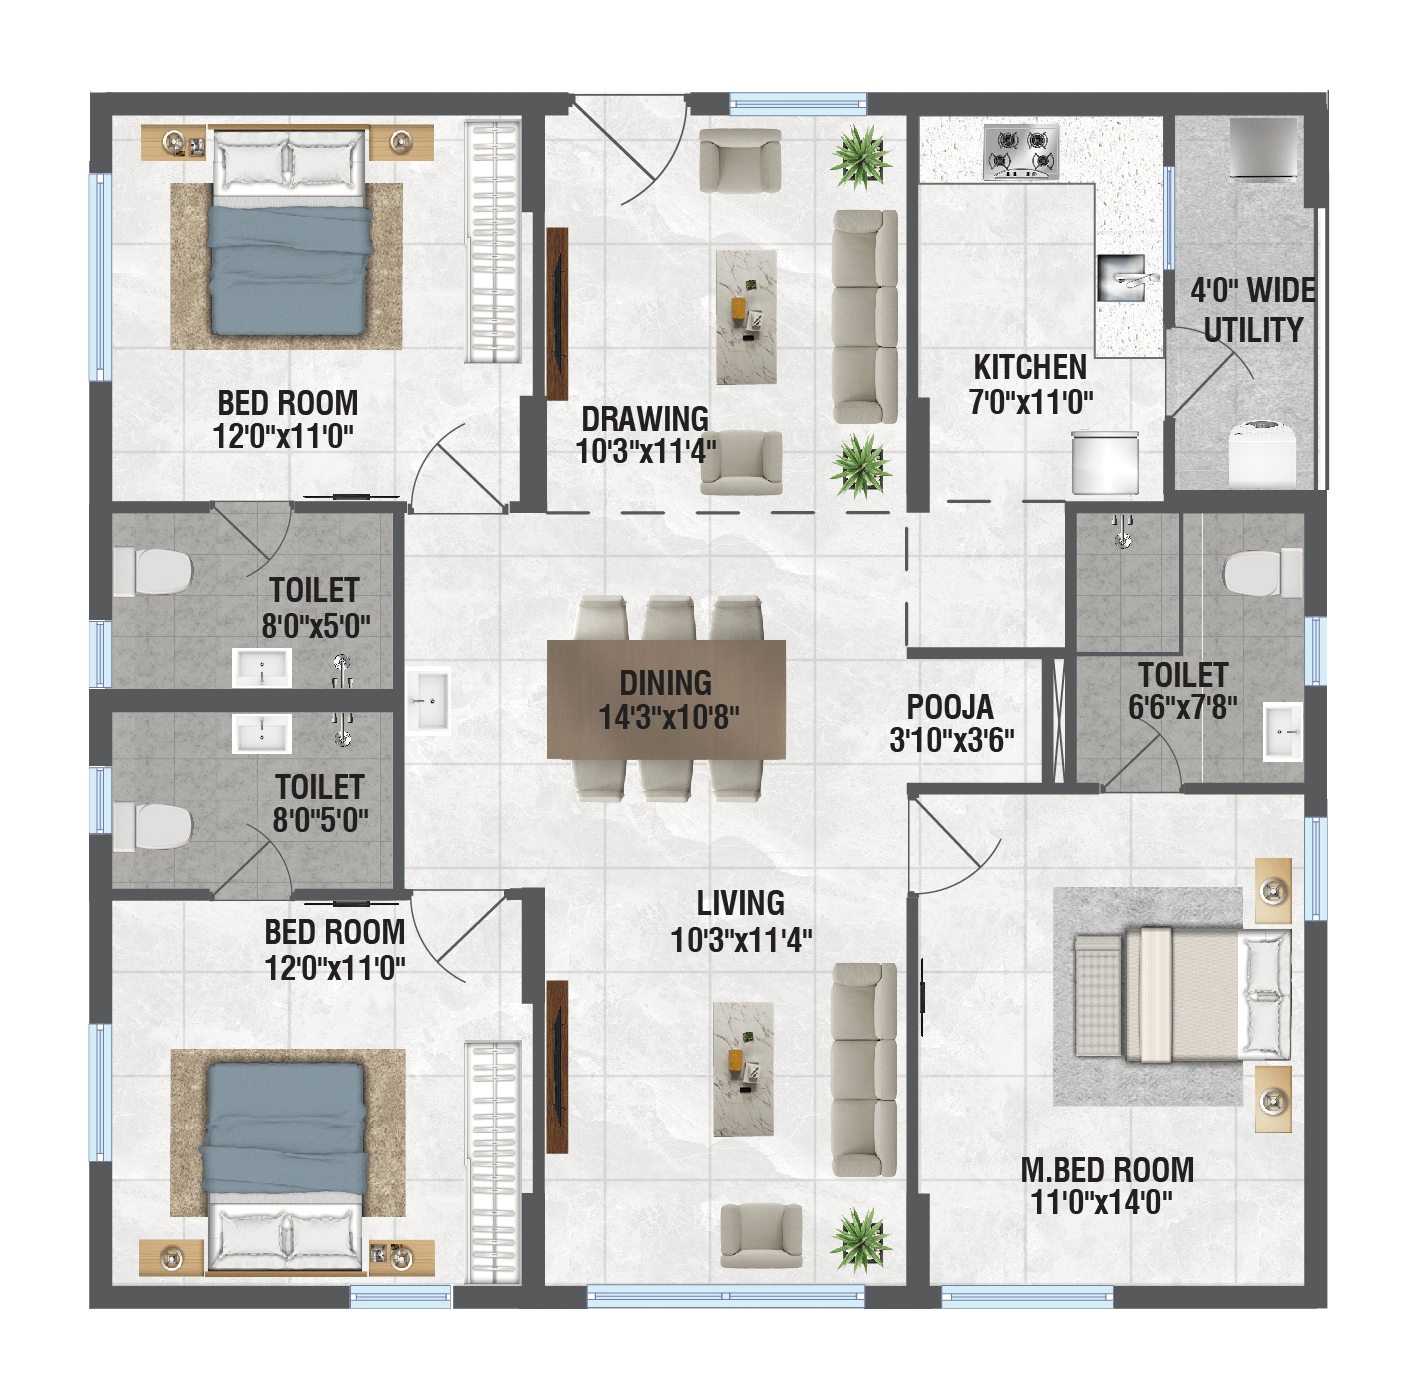 4'0" WIDE
UTILITY
KITCHEN
7'0"x11'0"
BED ROOM
12'0"x11'0"
DRAWING
10'3"x11'4"
TOILET
8'0"x5'0"
DINING
14'3"x10'8"
POOJA
3'10"x3'6"
TOILET
6'6"x7'8"
TOILET
8'0"5'0"
LIVING
10'3"x11'4"
BED ROOM
12'0"x11'0"
M.BED ROOM
11'0"x14'0"